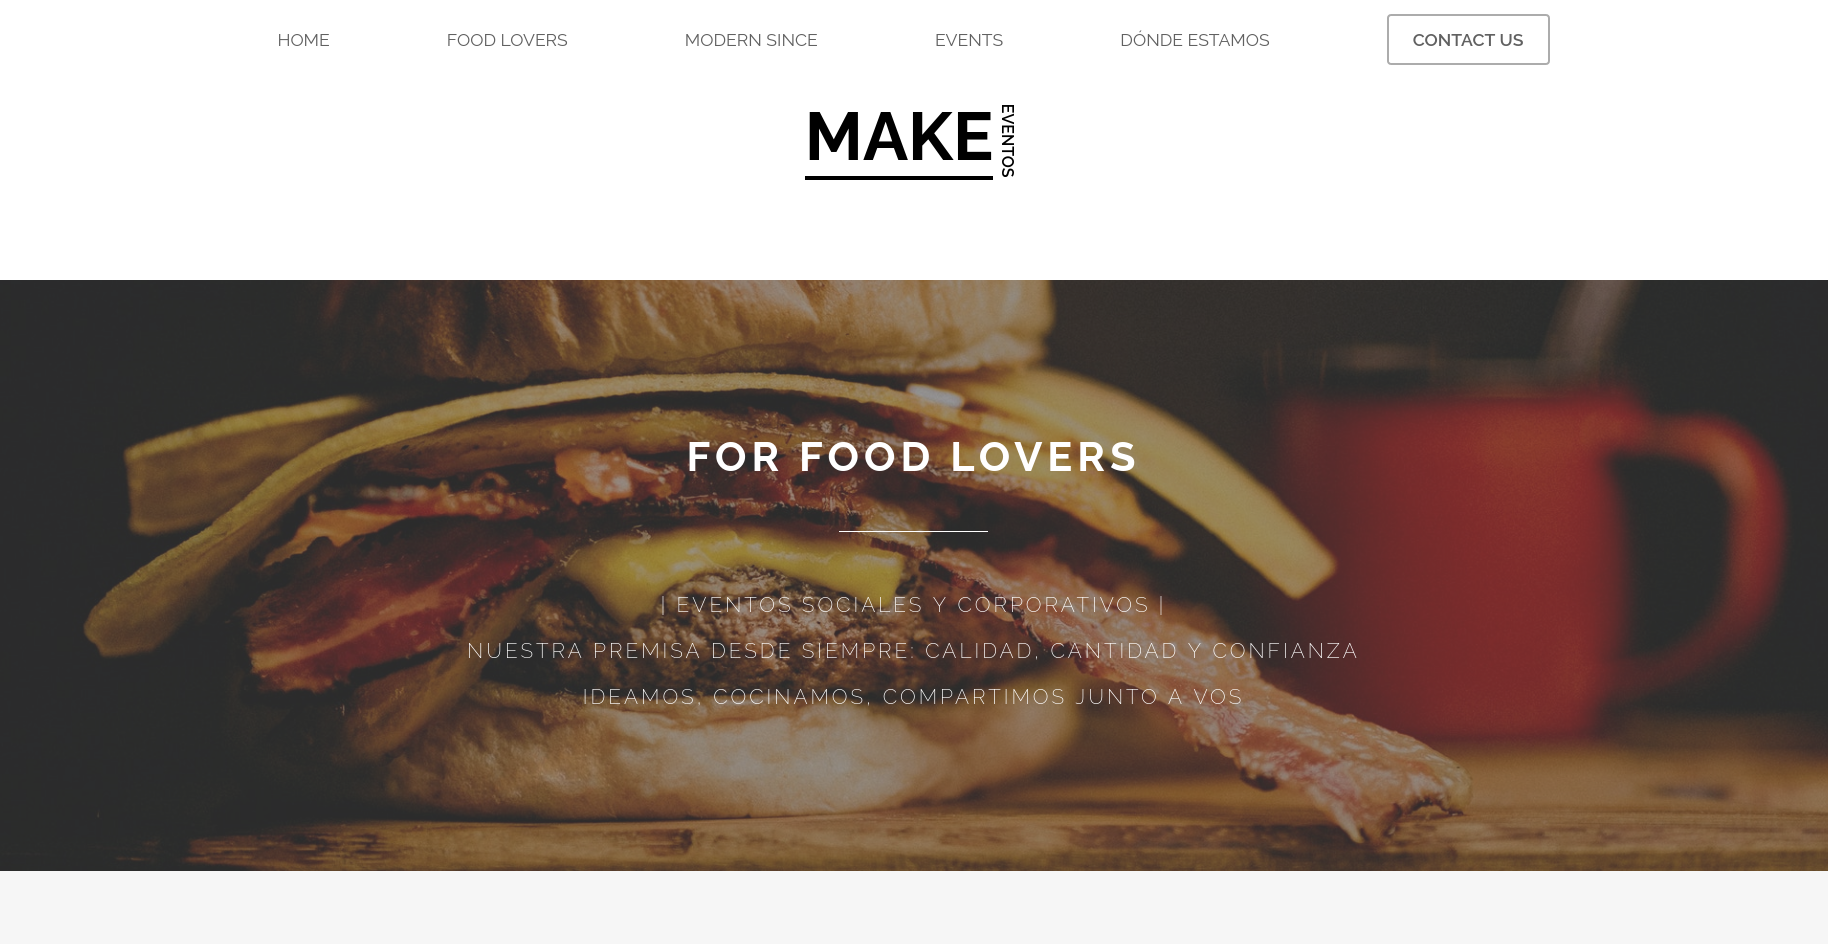 HOME FOOD LOVERS MODERN SINCE EVENTS DÓNDE ESTAMOS CONTACT US
MAKE EVENTOS
FOR FOOD LOVERS
| EVENTOS SOCIALES Y CORPORATIVOS |
NUESTRA PREMISA DESDE SIEMPRE: CALIDAD, CANTIDAD Y CONFIANZA
IDEAMOS, COCINAMOS, COMPARTIMOS JUNTO A VOS